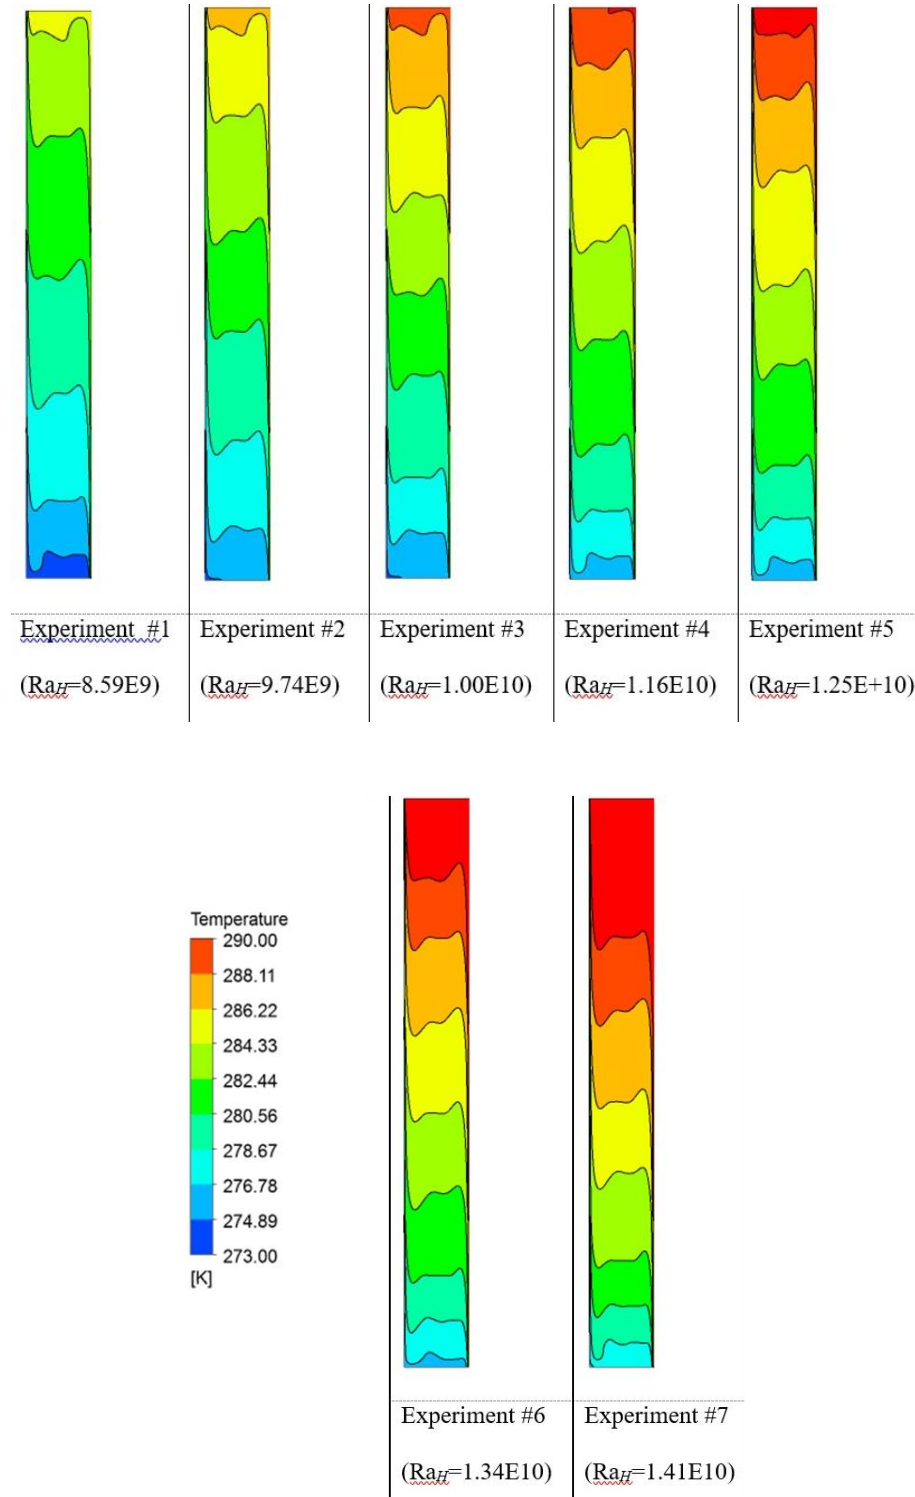 Experiment #1 Experiment #2 Experiment #3 Experiment #4 Experiment #5
(RaH=8.59E9) (RaH=9.74E9) (RaH=1.00E10) (RaH=1.16E10) (RaH=1.25E+10)
Temperature
290.00
288.11
286.22
284.33
282.44
280.56
278.67
276.78
274.89
273.00
[K]
Experiment #6 Experiment #7
(RaH=1.34E10) (RaH=1.41E10)